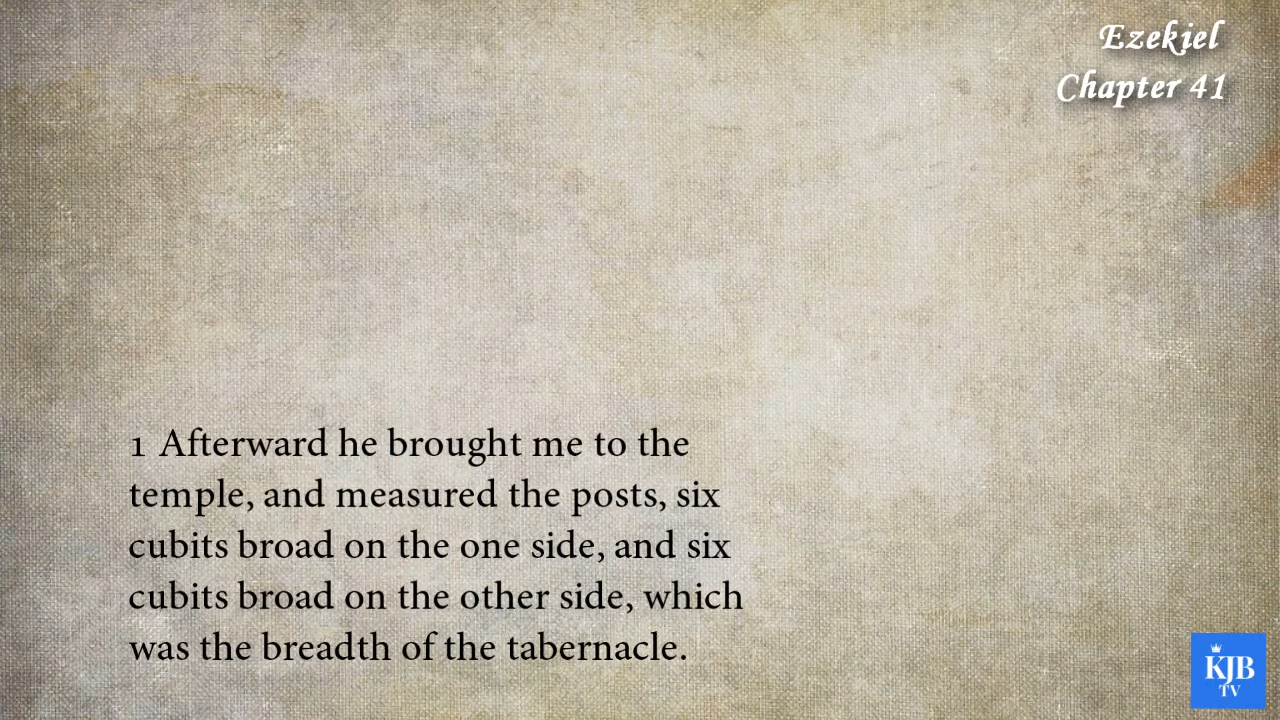 Ezekiel
Chapter 41
1 Afterward he brought me to the
temple, and measured the posts, six
cubits broad on the one side, and six
cubits broad on the other side, which
was the breadth of the tabernacle.
KJB
TV